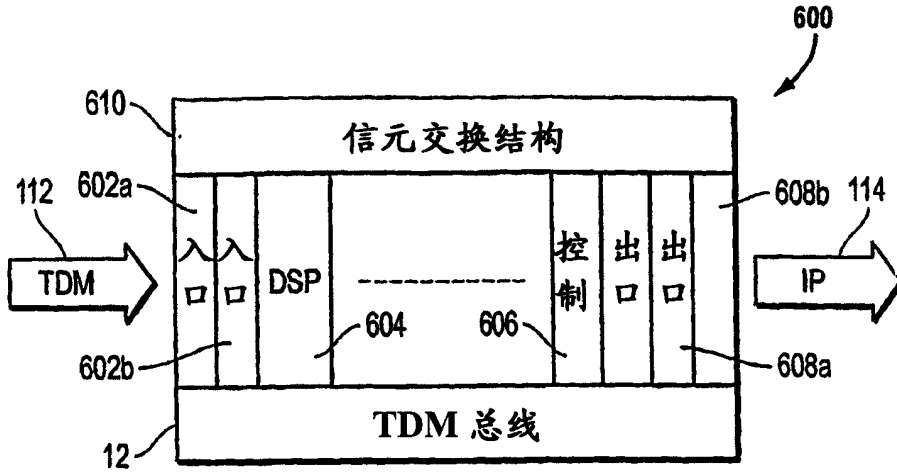 600
610
信元交换结构
602a
608b
112
114
TDM
入口
入口
DSP
控制
出口
出口
IP
604
606
602b
608a
TDM 总线
12